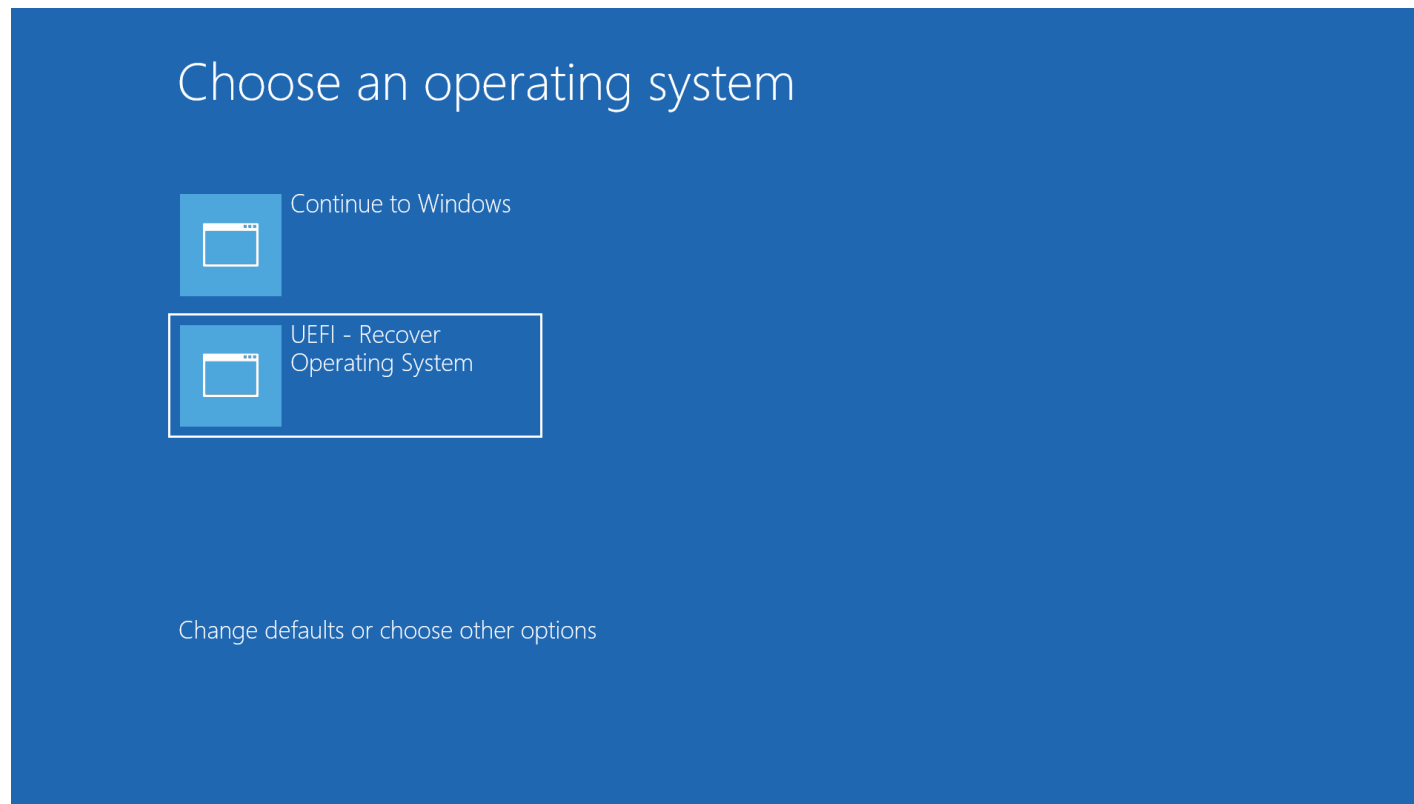 Choose an operating system
Continue to Windows
UEFI - Recover
Operating System
Change defaults or choose other options